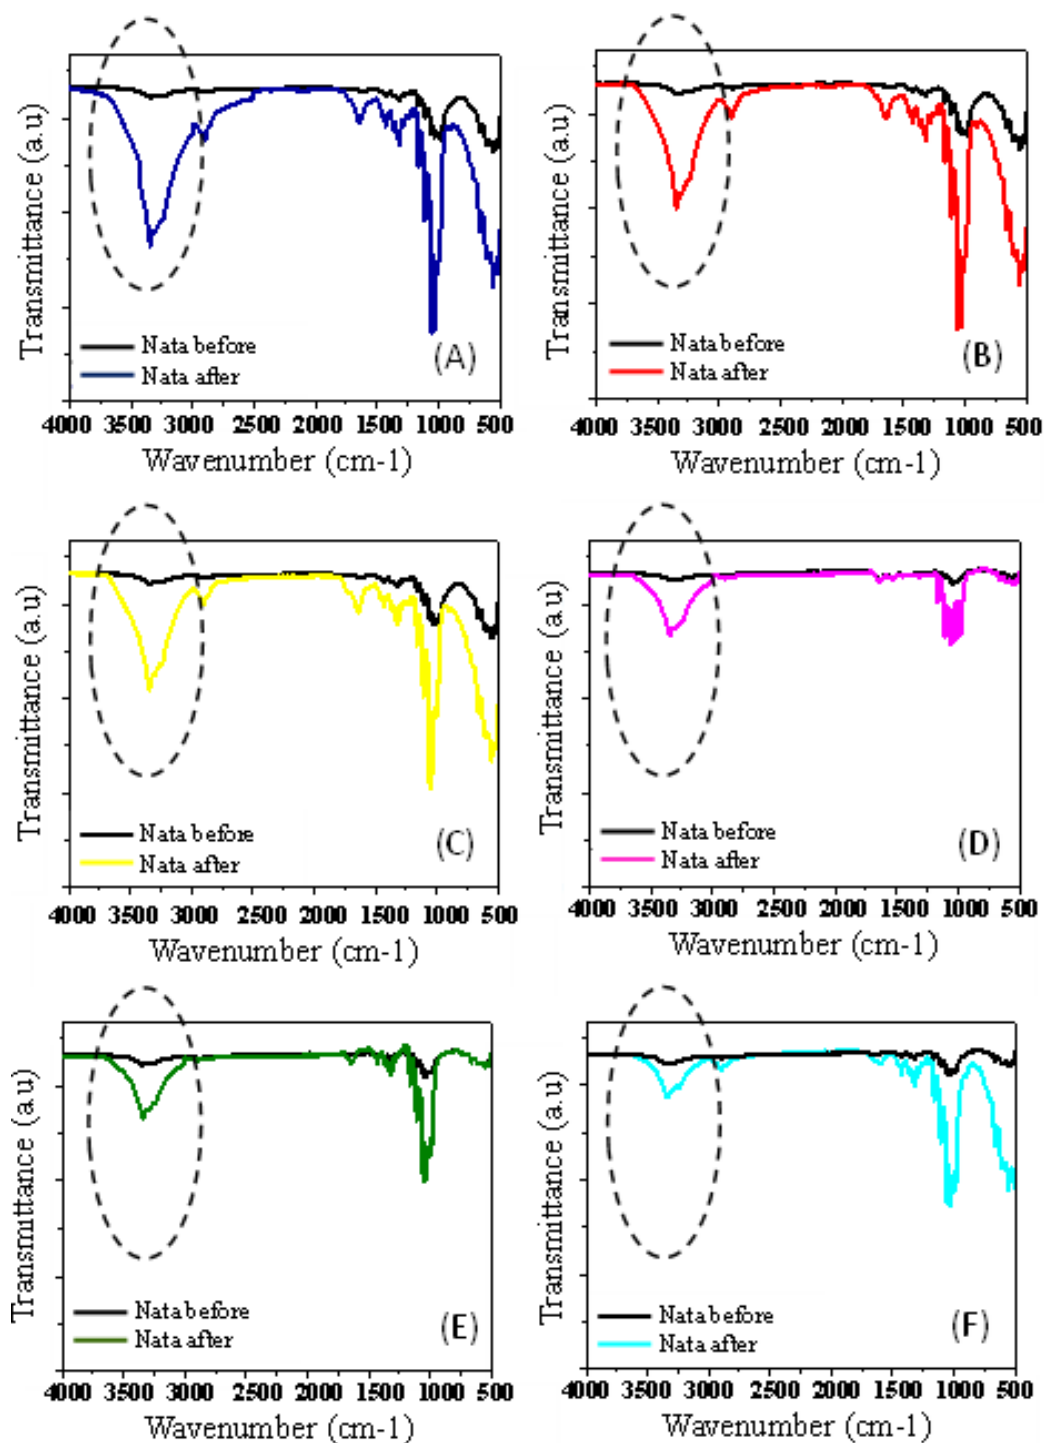 Transmittance (a.u)
Nata before
Nata after
(A)
4000 3500 3000 2500 2000 1500 1000 500
Wavenumber (cm-1)
Transmittance (a.u)
Nata before
Nata after
(B)
4000 3500 3000 2500 2000 1500 1000 500
Wavenumber (cm-1)
Transmittance (a.u)
Nata before
Nata after
(C)
4000 3500 3000 2500 2000 1500 1000 500
Wavenumber (cm-1)
Transmittance (a.u)
Nata before
Nata after
(D)
4000 3500 3000 2500 2000 1500 1000 500
Wavenumber (cm-1)
Transmittance (a.u)
Nata before
Nata after
(E)
4000 3500 3000 2500 2000 1500 1000 500
Wavenumber (cm-1)
Transmittance (a.u)
Nata before
Nata after
(F)
4000 3500 3000 2500 2000 1500 1000 500
Wavenumber (cm-1)